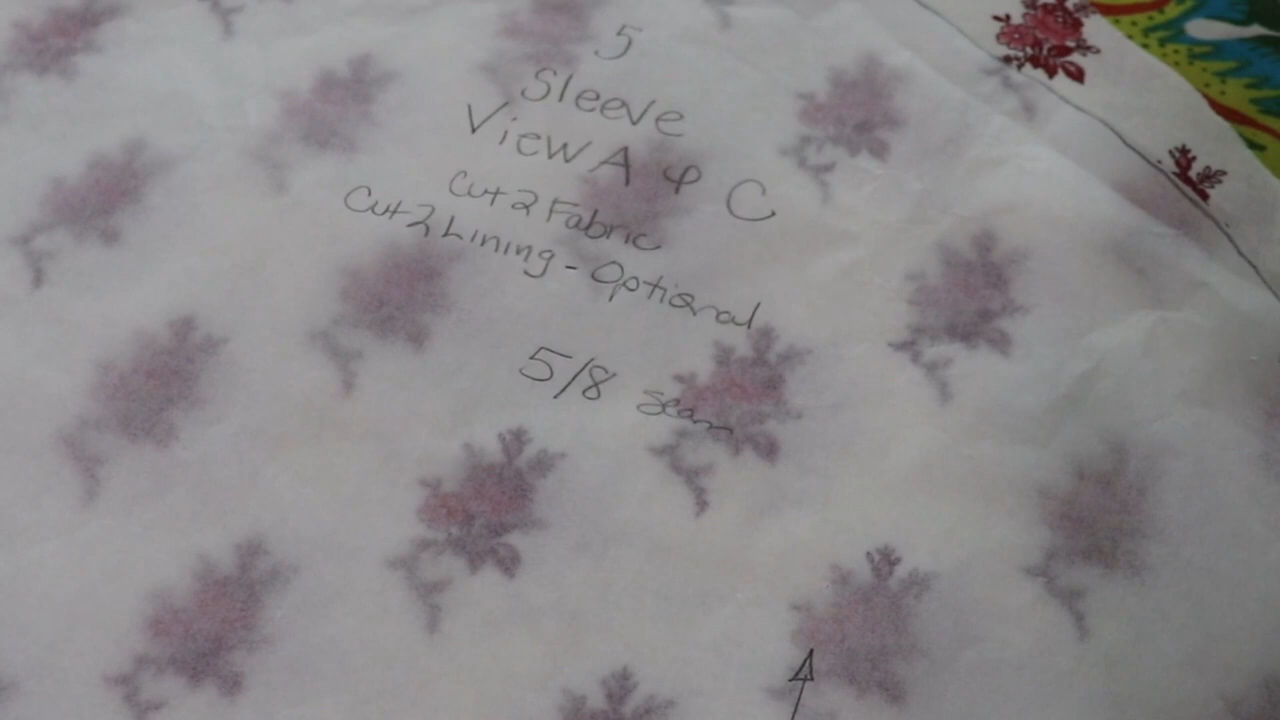 5
Sleeve
View A & C
Cut 2 Fabric
Cut 2 Lining - Optional
5/8 seam